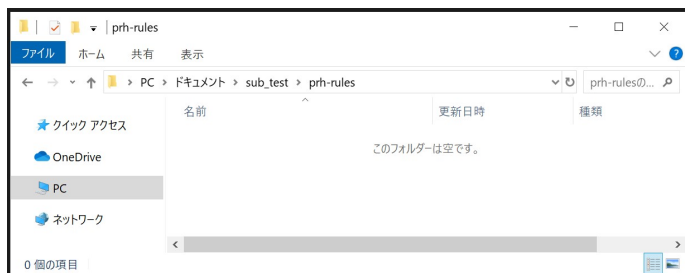 prh-rules
ファイル ホーム 共有 表示
PC ドキュメント sub_test prh-rules prh-rulesの...
名前 更新日時 種類
このフォルダーは空です。
クイック アクセス
OneDrive
PC
ネットワーク
0 個の項目